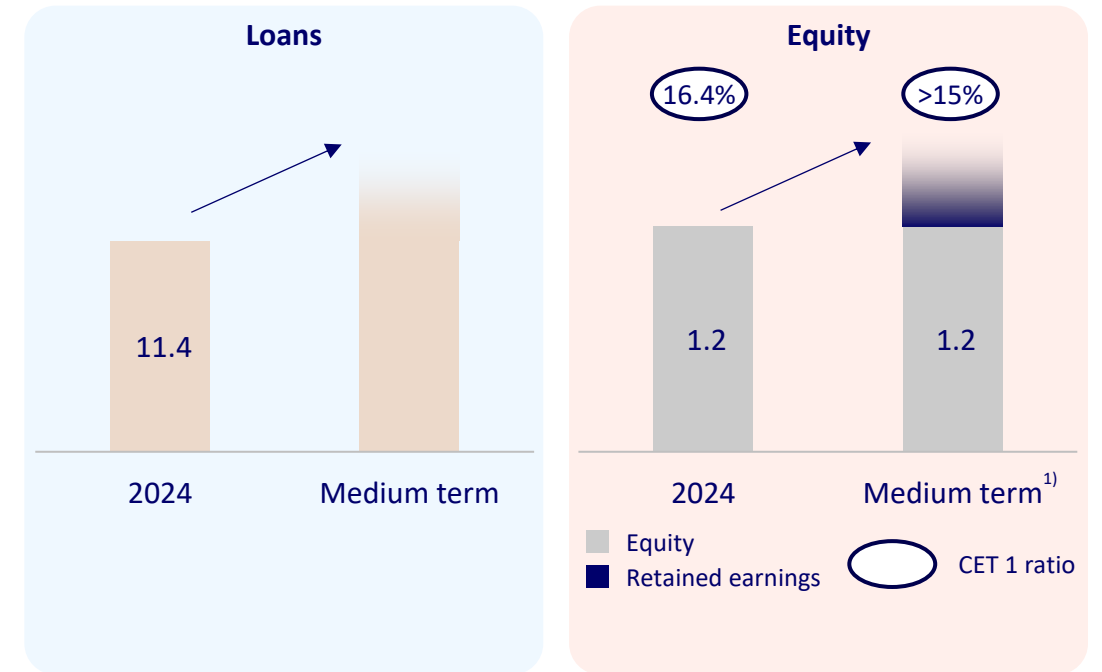 Loans
11.4
2024
Medium term
Equity
16.4%
>15%
1.2
1.2
2024
Medium term1)
Equity
Retained earnings
CET 1 ratio